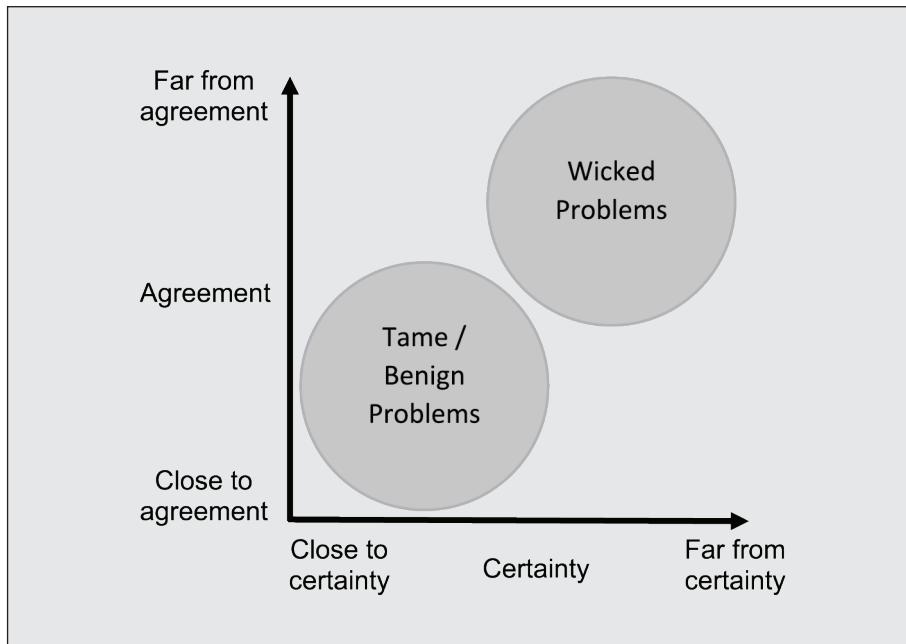 Far from
agreement
Wicked
Problems
Agreement
Tame /
Benign
Problems
Close to
agreement
Close to
certainty
Certainty
Far from
certainty